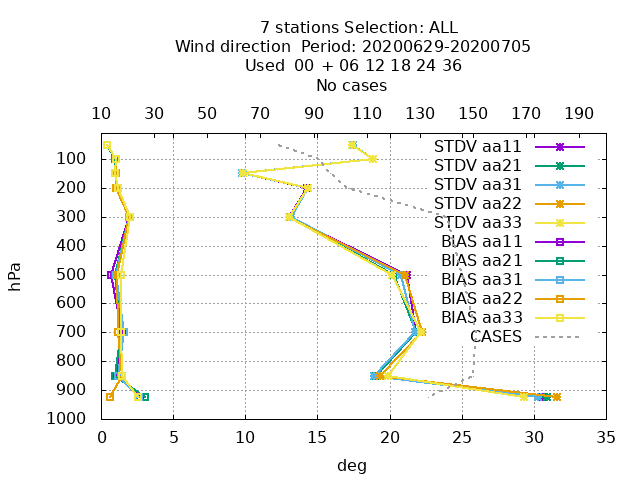 7 stations Selection: ALL
Wind direction  Period: 20200629-20200705
Used  00 + 06 12 18 24 36
No cases
10 30 50 70 90 110 130 150 170 190
STDV aa11
STDV aa21
STDV aa31
STDV aa22
STDV aa33
BIAS aa11
BIAS aa21
BIAS aa31
BIAS aa22
BIAS aa33
CASES
hPa
100
200
300
400
500
600
700
800
900
1000
0 5 10 15 20 25 30 35
deg